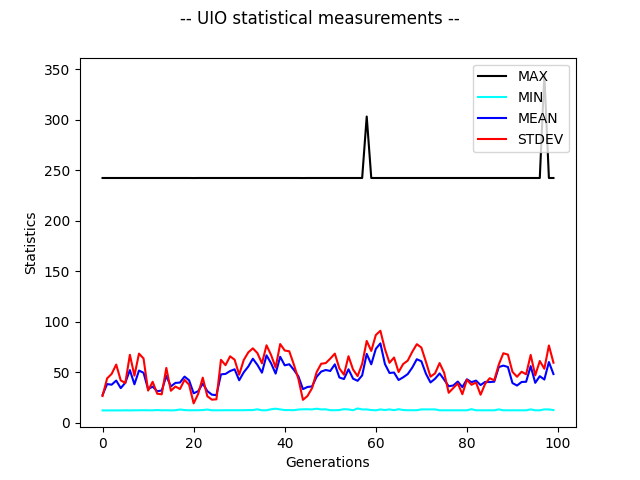 -- UIO statistical measurements --
350
300
250
200
150
100
50
0
Statistics
MAX
MIN
MEAN
STDEV
0 20 40 60 80 100
Generations